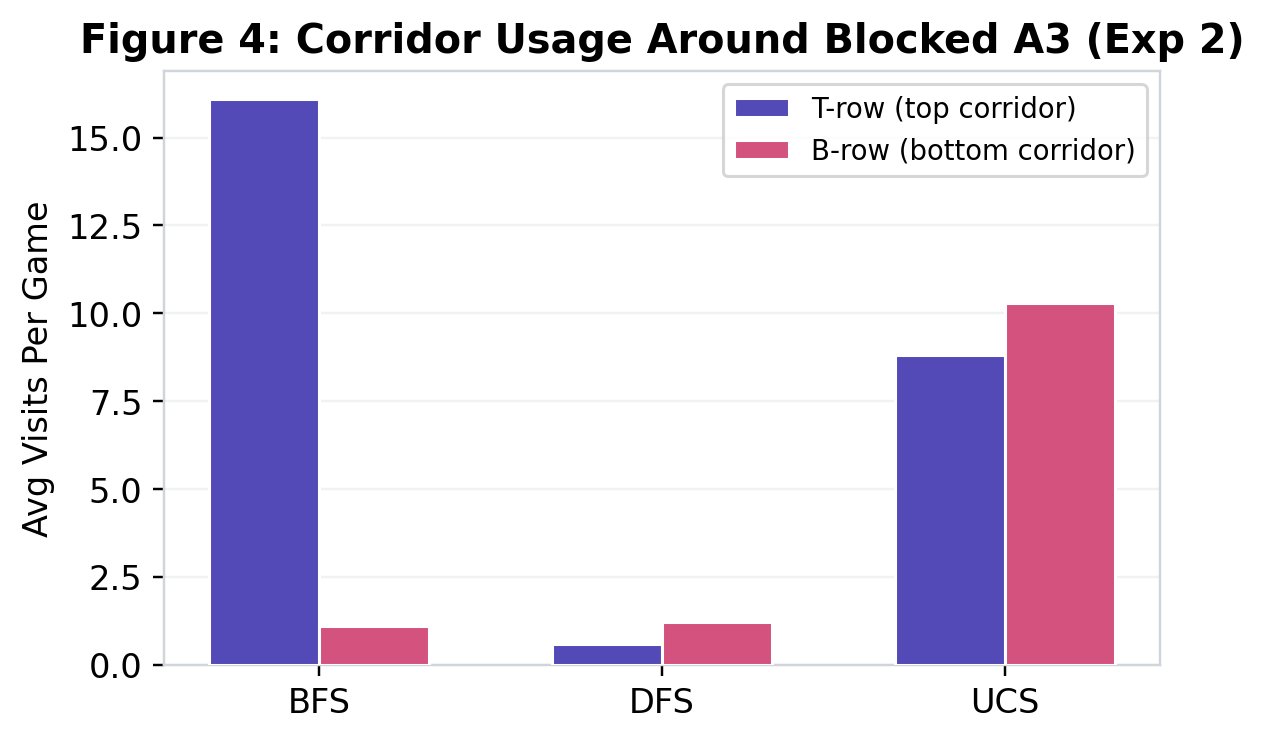 Figure 4: Corridor Usage Around Blocked A3 (Exp 2)
T-row (top corridor)
B-row (bottom corridor)
Avg Visits Per Game
15.0
12.5
10.0
7.5
5.0
2.5
0.0
BFS
DFS
UCS